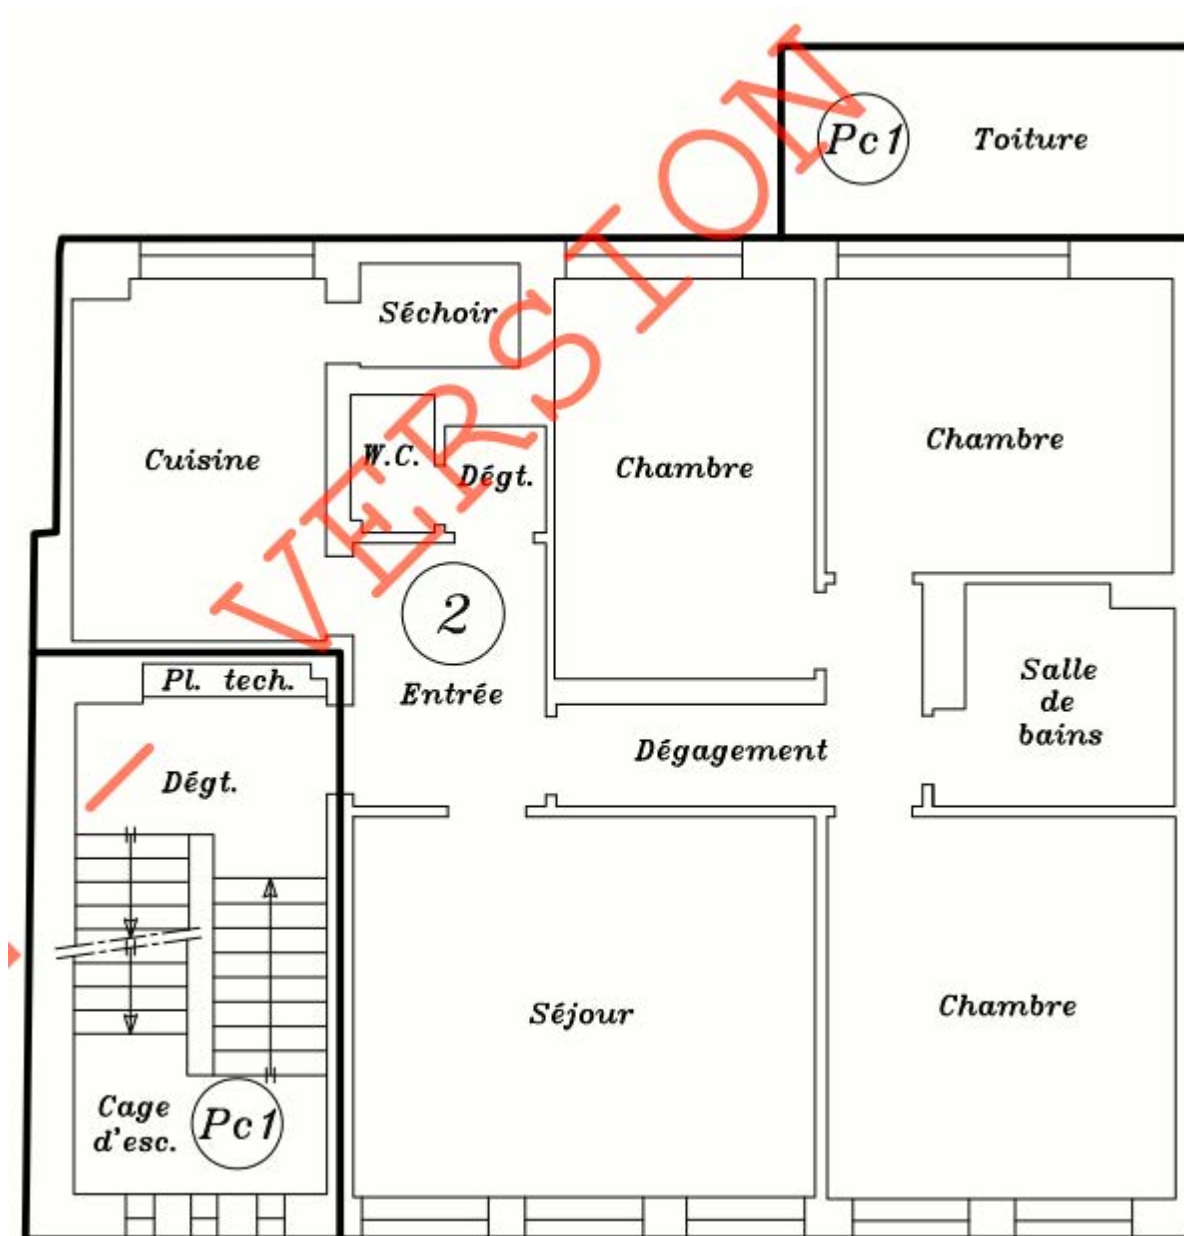 VERSION
Pc1
Toiture
Séchoir
Cuisine
W.C.
Dégt.
Chambre
Chambre
2
Entrée
Pl. tech.
Salle
de
bains
Dégagement
Dégt.
Séjour
Chambre
Cage
d'esc.
Pc1